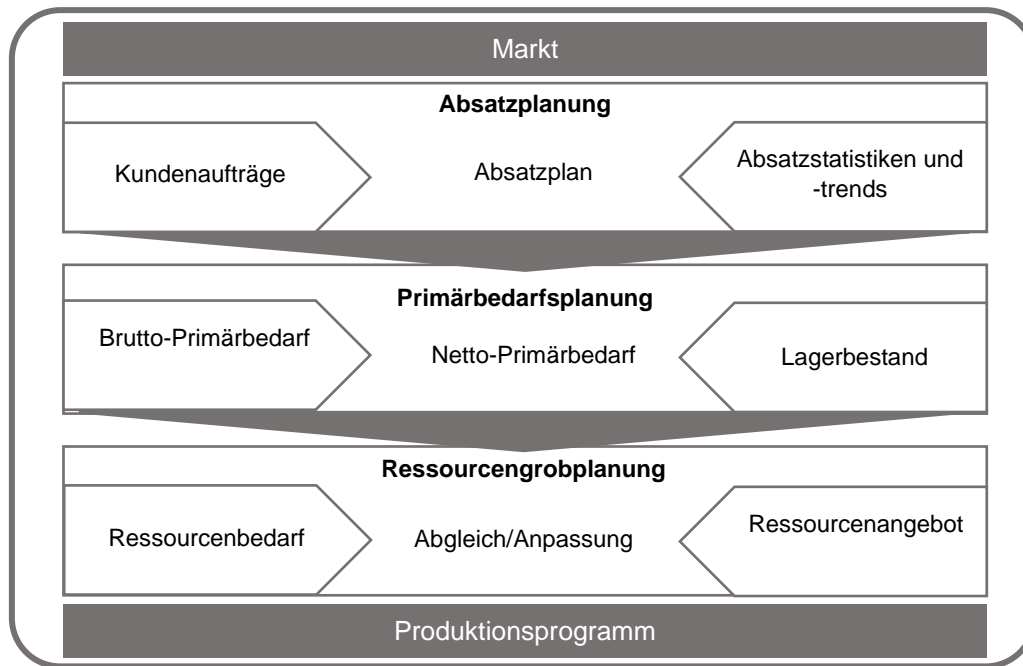 Markt
Absatzplanung
Kundenaufträge
Absatzplan
Absatzstatistiken und
-trends
Primärbedarfsplanung
Brutto-Primärbedarf
Netto-Primärbedarf
Lagerbestand
Ressourcengrobplanung
Ressourcenbedarf
Abgleich/Anpassung
Ressourcenangebot
Produktionsprogramm